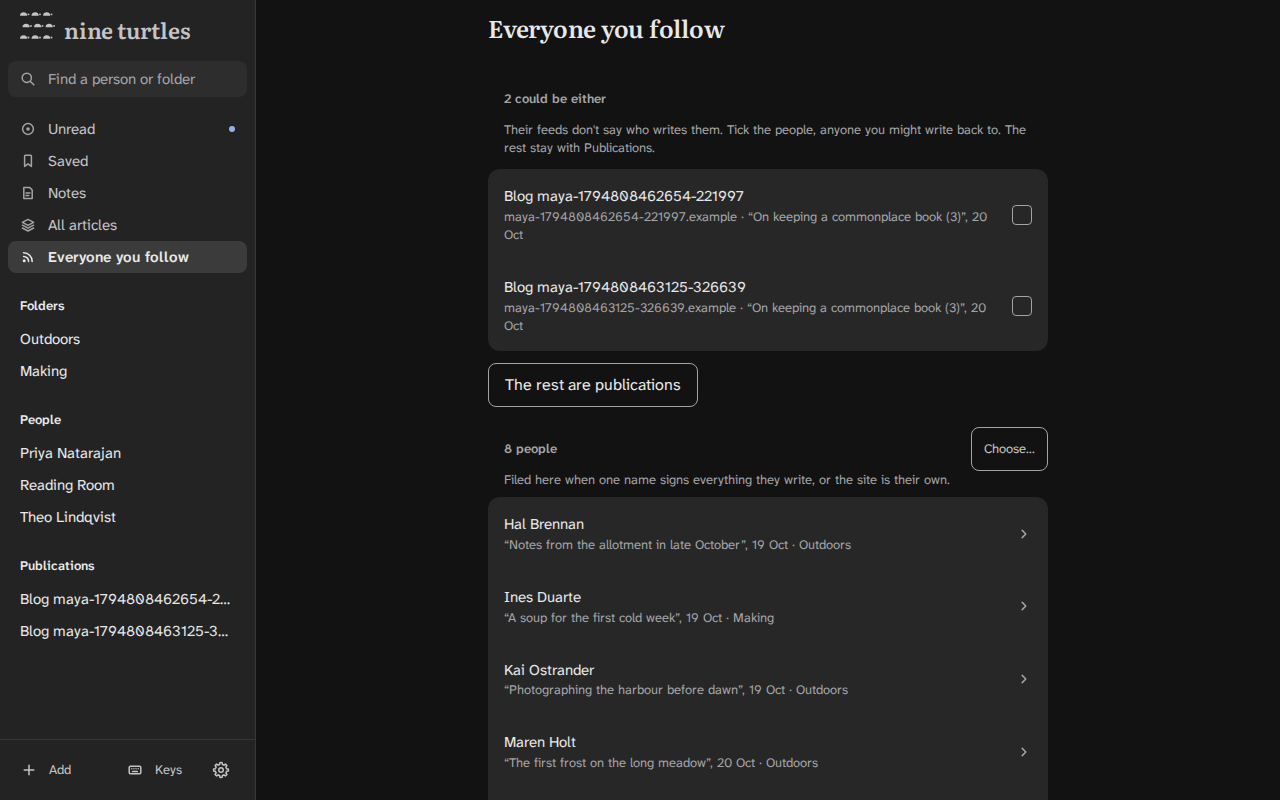 nine turtles
Find a person or folder
Unread
Saved
Notes
All articles
Everyone you follow
Folders
Outdoors
Making
People
Priya Natarajan
Reading Room
Theo Lindqvist
Publications
Blog maya-1794808462654-2...
Blog maya-1794808463125-3...
Add
Keys
Everyone you follow
2 could be either
Their feeds don't say who writes them. Tick the people, anyone you might write back to. The
rest stay with Publications.
Blog maya-1794808462654-221997
maya-1794808462654-221997.example · “On keeping a commonplace book (3)”, 20
Oct
Blog maya-1794808463125-326639
maya-1794808463125-326639.example · “On keeping a commonplace book (3)”, 20
Oct
The rest are publications
8 people
Choose...
Filed here when one name signs everything they write, or the site is their own.
Hal Brennan
“Notes from the allotment in late October”, 19 Oct · Outdoors
Ines Duarte
“A soup for the first cold week”, 19 Oct · Making
Kai Ostrander
“Photographing the harbour before dawn”, 19 Oct · Outdoors
Maren Holt
“The first frost on the long meadow”, 20 Oct · Outdoors